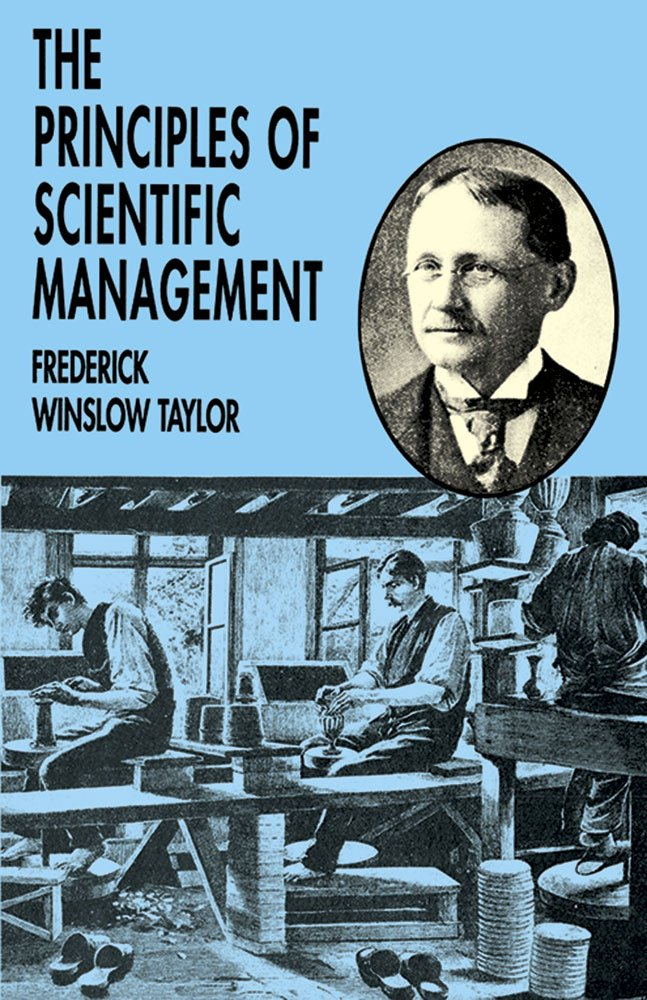 THE
PRINCIPLES OF
SCIENTIFIC
MANAGEMENT
FREDERICK
WINSLOW TAYLOR